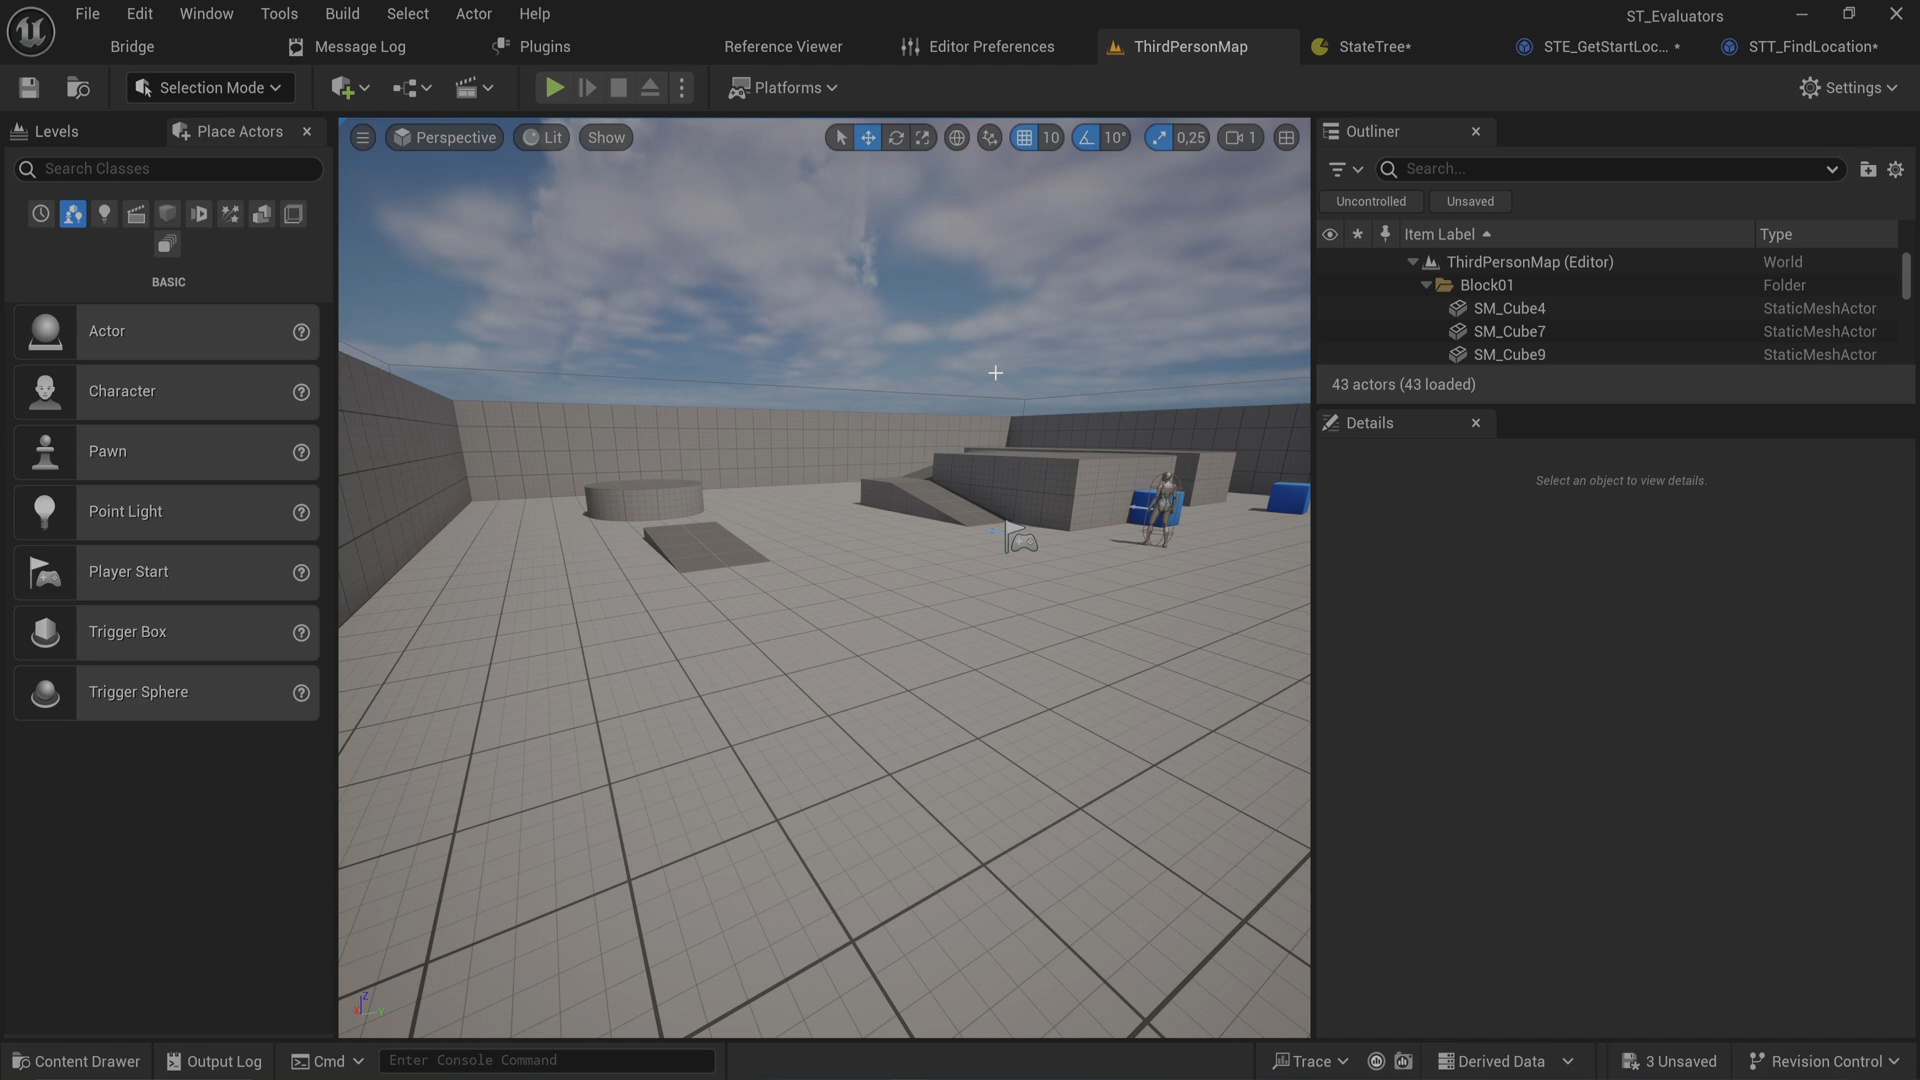 File Edit Window Tools Build Select Actor Help
ST_Evaluators
Bridge Message Log Plugins Reference Viewer Editor Preferences ThirdPersonMap StateTree* STE_GetStartLoc... * STT_FindLocation*
Selection Mode Platforms Settings
Levels Place Actors
Search Classes
BASIC
Actor
Character
Pawn
Point Light
Player Start
Trigger Box
Trigger Sphere
Perspective Lit Show 10 10° 0,25 1
Z
X Y
Outliner
Search...
Uncontrolled Unsaved
Item Label Type
ThirdPersonMap (Editor) World
Block01 Folder
SM_Cube4 StaticMeshActor
SM_Cube7 StaticMeshActor
SM_Cube9 StaticMeshActor
43 actors (43 loaded)
Details
Select an object to view details.
Content Drawer Output Log Cmd Enter Console Command Trace Derived Data 3 Unsaved Revision Control